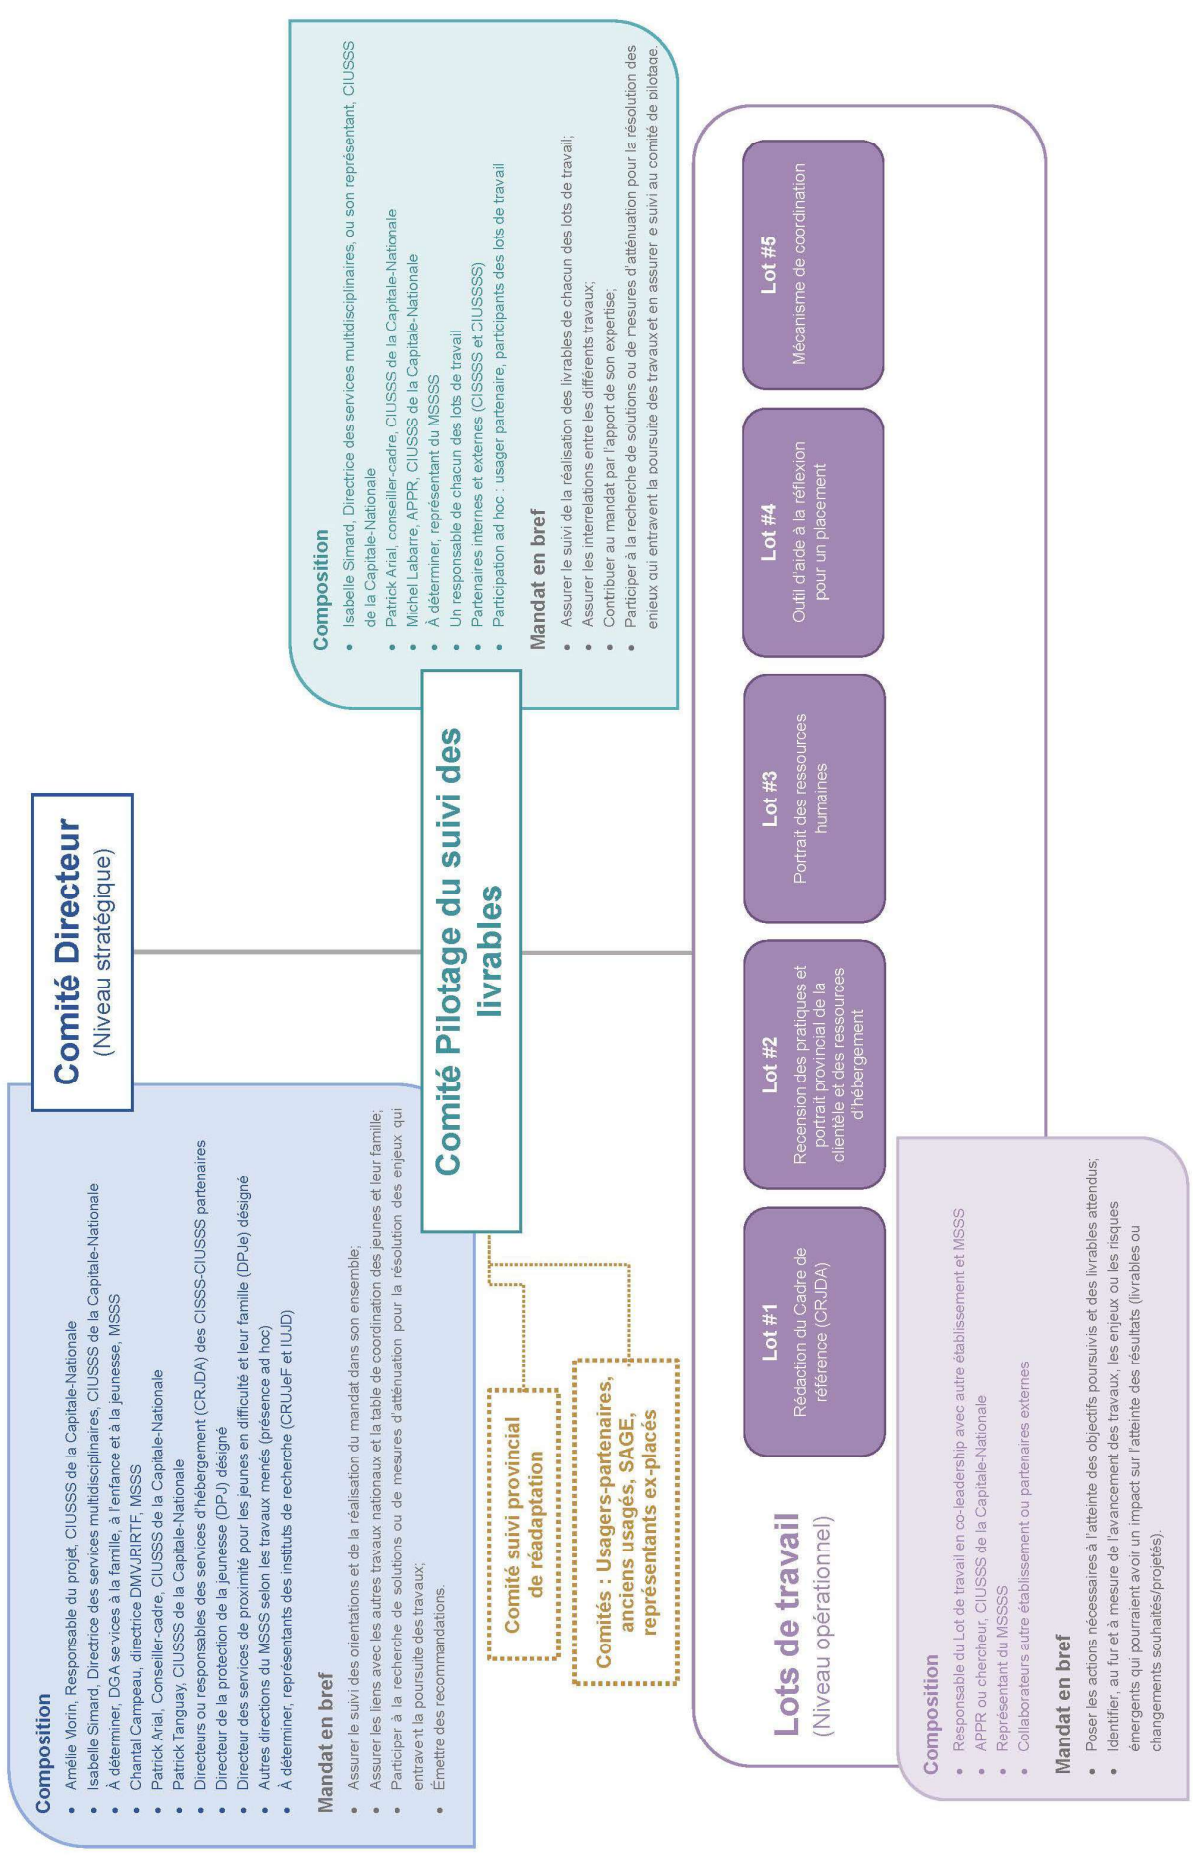 Comité Directeur
(Niveau stratégique)
Composition
• Amélie Morin, Responsable du projet, CIUSSS de la Capitale-Nationale
• Isabelle Simard, Directrice des services multidisciplinaires, CIUSSS de la Capitale-Nationale
• À déterminer, DGA services à la famille, à l'enfance et à la jeunesse, MSSS
• Chantal Campeau, directrice DMVJRIRTF, MSSS
• Patrick Arial, Conseiller-cadre, CIUSSS de la Capitale-Nationale
• Patrick Tanguay, CIUSSS de la Capitale-Nationale
• Directeurs ou responsables des services d'hébergement (CRJDA) des CISSS-CIUSSS partenaires
• Directeur de la protection de la jeunesse (DPJ) désigné
• Directeur des services de proximité pour les jeunes en difficulté et leur famille (DPJe) désigné
• Autres directions du MSSS selon les travaux menés (présence ad hoc)
• À déterminer, représentants des instituts de recherche (CRUJeF et IUJD)
Mandat en bref
• Assurer le suivi des orientations et de la réalisation du mandat dans son ensemble;
• Assurer les liens avec les autres travaux nationaux et la table de coordination des jeunes et leur famille;
• Participer à la recherche de solutions ou de mesures d'atténuation pour la résolution des enjeux qui
entravent la poursuite des travaux;
• Émettre des recommandations.
Comité Pilotage du suivi des
livrables
Composition
• Isabelle Simard, Directrice des services multidisciplinaires, ou son représentant, CIUSSS
de la Capitale-Nationale
• Patrick Arial, conseiller-cadre, CIUSSS de la Capitale-Nationale
• Michel Labarre, APPR, CIUSSS de la Capitale-Nationale
• À déterminer, représentant du MSSSS
• Un responsable de chacun des lots de travail
• Partenaires internes et externes (CISSSS et CIUSSSS)
• Participation ad hoc : usager partenaire, participants des lots de travail
Mandat en bref
• Assurer le suivi de la réalisation des livrables de chacun des lots de travail;
• Assurer les interrelations entre les différents travaux;
• Contribuer au mandat par l'apport de son expertise;
• Participer à la recherche de solutions ou de mesures d'atténuation pour la résolution des
enjeux qui entravent la poursuite des travaux et en assurer e suivi au comité de pilotage.
Comité suivi provincial
de réadaptation
Comités : Usagers-partenaires,
anciens usagés, SAGE,
représentants ex-placés
Lots de travail
(Niveau opérationnel)
Lot #1
Rédaction du Cadre de
référence (CRJDA)
Lot #2
Recension des pratiques et
portrait provincial de la
clientèle et des ressources
d'hébergement
Lot #3
Portrait des ressources
humaines
Lot #4
Outil d'aide à la réflexion
pour un placement
Lot #5
Mécanisme de coordination
Composition
• Responsable du Lot de travail en co-leadership avec autre établissement et MSSS
• APPR ou chercheur, CIUSSS de la Capitale-Nationale
• Représentant du MSSSS
• Collaborateurs autre établissement ou partenaires externes
Mandat en bref
• Poser les actions nécessaires à l'atteinte des objectifs poursuivis et des livrables attendus;
• Identifier, au fur et à mesure de l'avancement des travaux, les enjeux ou les risques
émergents qui pourraient avoir un impact sur l'atteinte des résultats (livrables ou
changements souhaités/projetés).